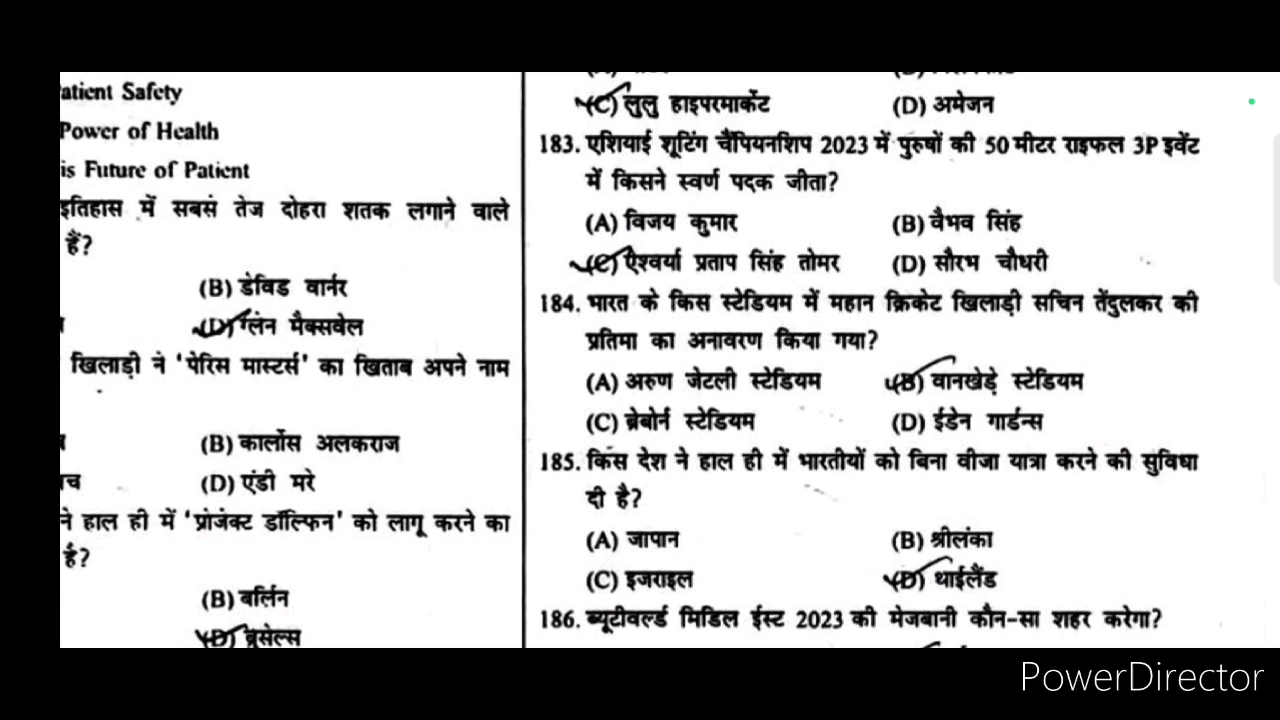 atient Safety
Power of Health
is Future of Patient
इतिहास में सबसे तेज दोहरा शतक लगाने वाले
हैं?
(B) डेविड वार्नर
(D) ग्लेन मैक्सवेल
खिलाड़ी ने 'पेरिस मास्टर्स' का खिताब अपने नाम
(B) कार्लोस अलकराज
च
(D) एंडी मरे
ने हाल ही में 'प्रोजेक्ट डॉल्फिन' को लागू करने का
है?
(B) बर्लिन
(D) ब्रुसेल्स
(C) लुलु हाइपरमार्केट
(D) अमेजन
183. एशियाई शूटिंग चैंपियनशिप 2023 में पुरुषों की 50 मीटर राइफल 3P इवेंट
में किसने स्वर्ण पदक जीता?
(A) विजय कुमार
(B) वैभव सिंह
(C) ऐश्वर्या प्रताप सिंह तोमर
(D) सौरभ चौधरी
184. भारत के किस स्टेडियम में महान क्रिकेट खिलाड़ी सचिन तेंदुलकर की
प्रतिमा का अनावरण किया गया?
(A) अरुण जेटली स्टेडियम
(B) वानखेड़े स्टेडियम
(C) ब्रेबोर्न स्टेडियम
(D) ईडेन गार्डन्स
185. किस देश ने हाल ही में भारतीयों को बिना वीजा यात्रा करने की सुविधा
दी है?
(A) जापान
(B) श्रीलंका
(C) इजराइल
(D) थाईलैंड
186. ब्यूटीवर्ल्ड मिडिल ईस्ट 2023 की मेजबानी कौन-सा शहर करेगा?
PowerDirector